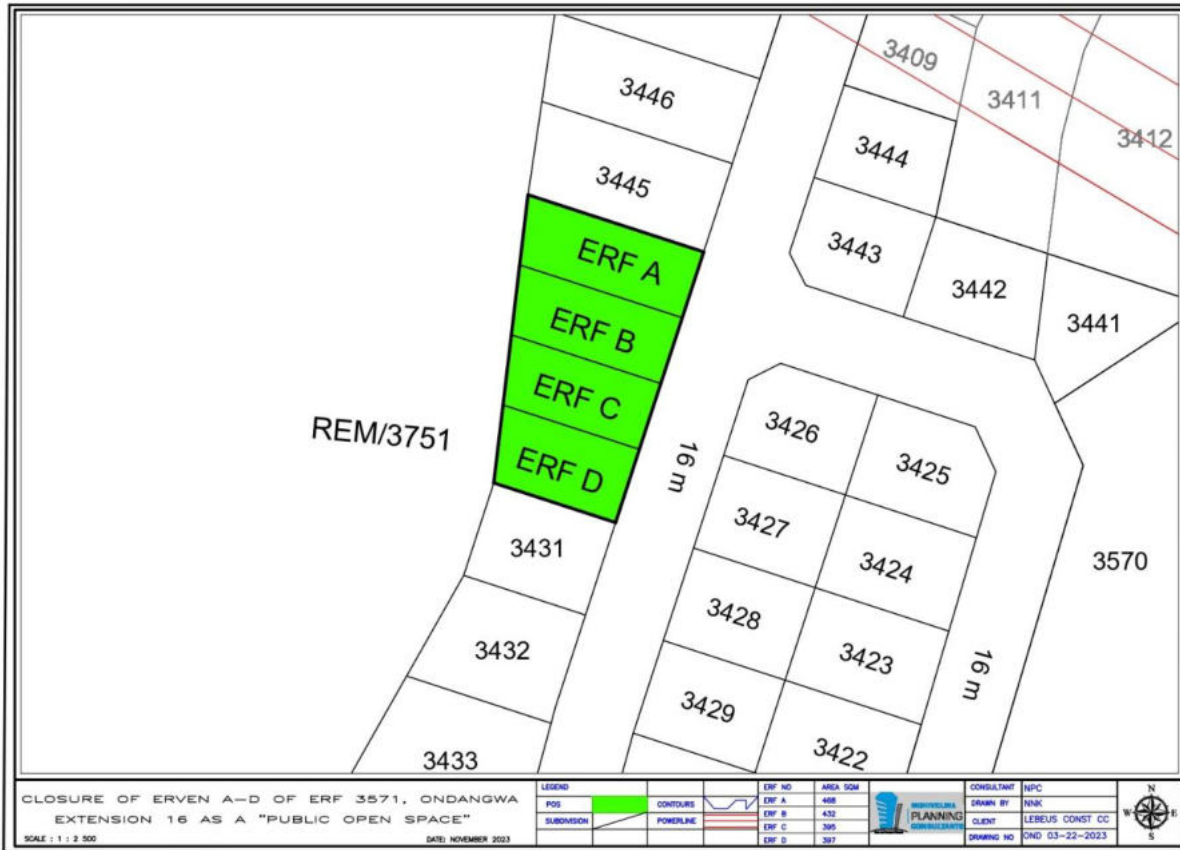 3409
3446
3411
3412
3444
3445
3443
ERF A
3442
3441
ERF B
ERF C
REM/3751
3426
16 m
3425
ERF D
3427
3431
3424
3570
3428
3432
3423
16 m
3429
3422
3433
CLOSURE OF ERVEN A-D OF ERF 3571, ONDANGWA
EXTENSION 16 AS A "PUBLIC OPEN SPACE"
SCALE : 1 : 2 500
DATE: NOVEMBER 2023
LEGEND
POS
CONTOURS
SUBDIVISION
POWERLINE
ERF NO AREA SQM
ERF A 468
ERF B 432
ERF C 395
ERF D 397
PLANNING
CONSULTANTS
CONSULTANT NPC
DRAWN BY NNK
CLIENT LEBEUS CONST CC
DRAWING NO OND 03-22-2023
N
W E
S